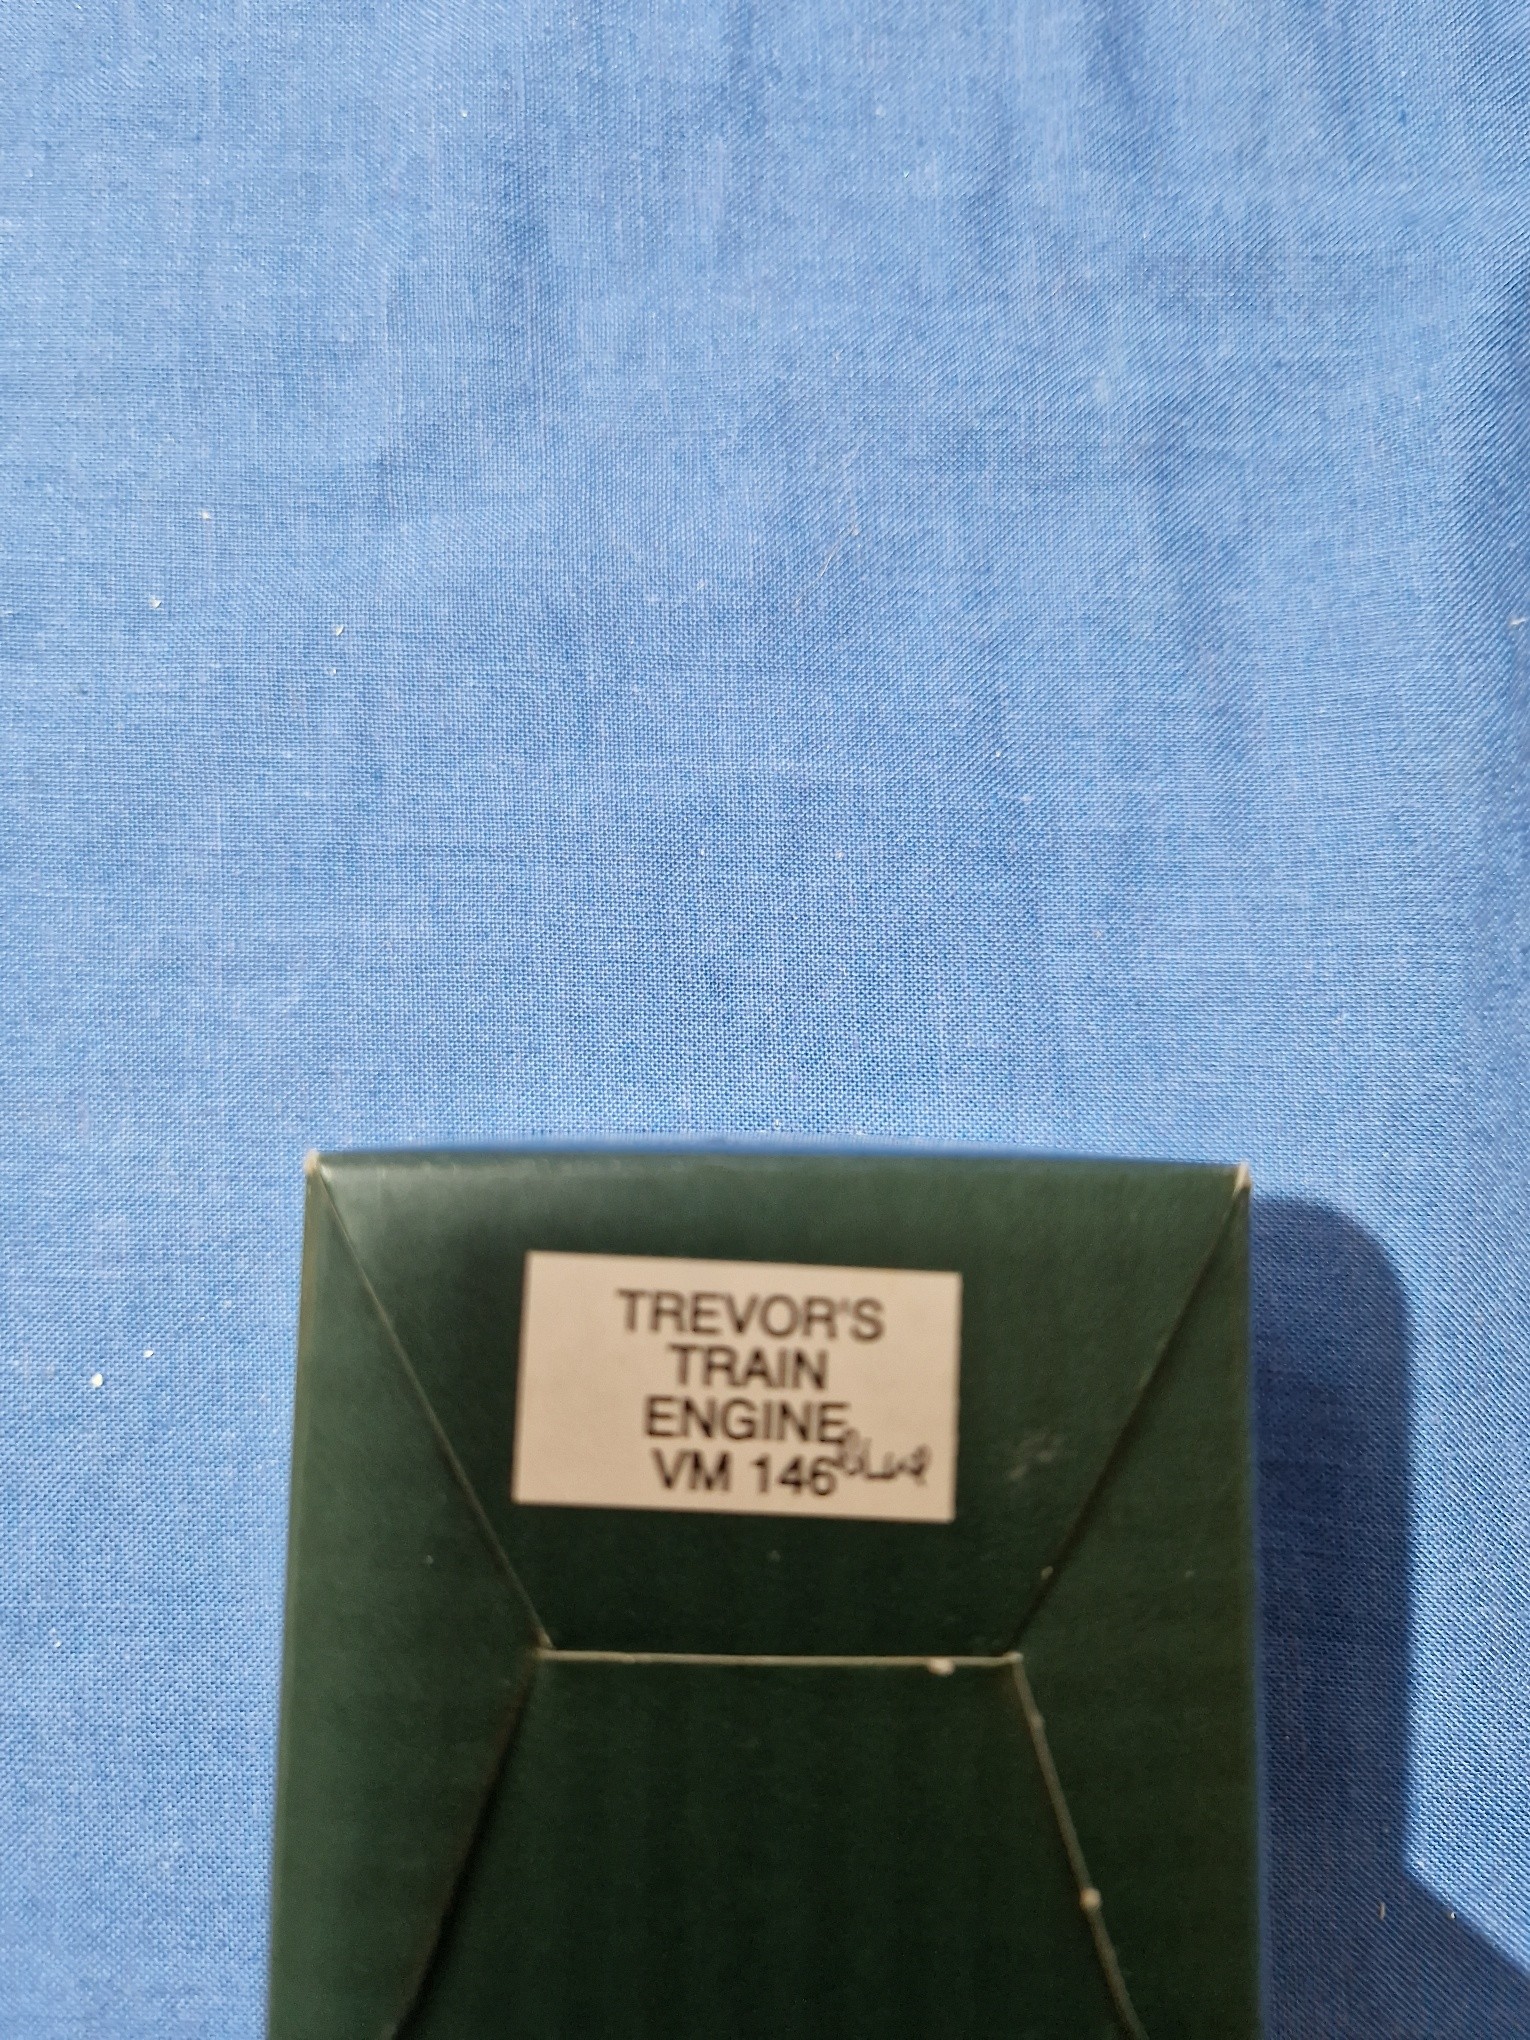 TREVOR'S
TRAIN
ENGINE
VM 146 blue